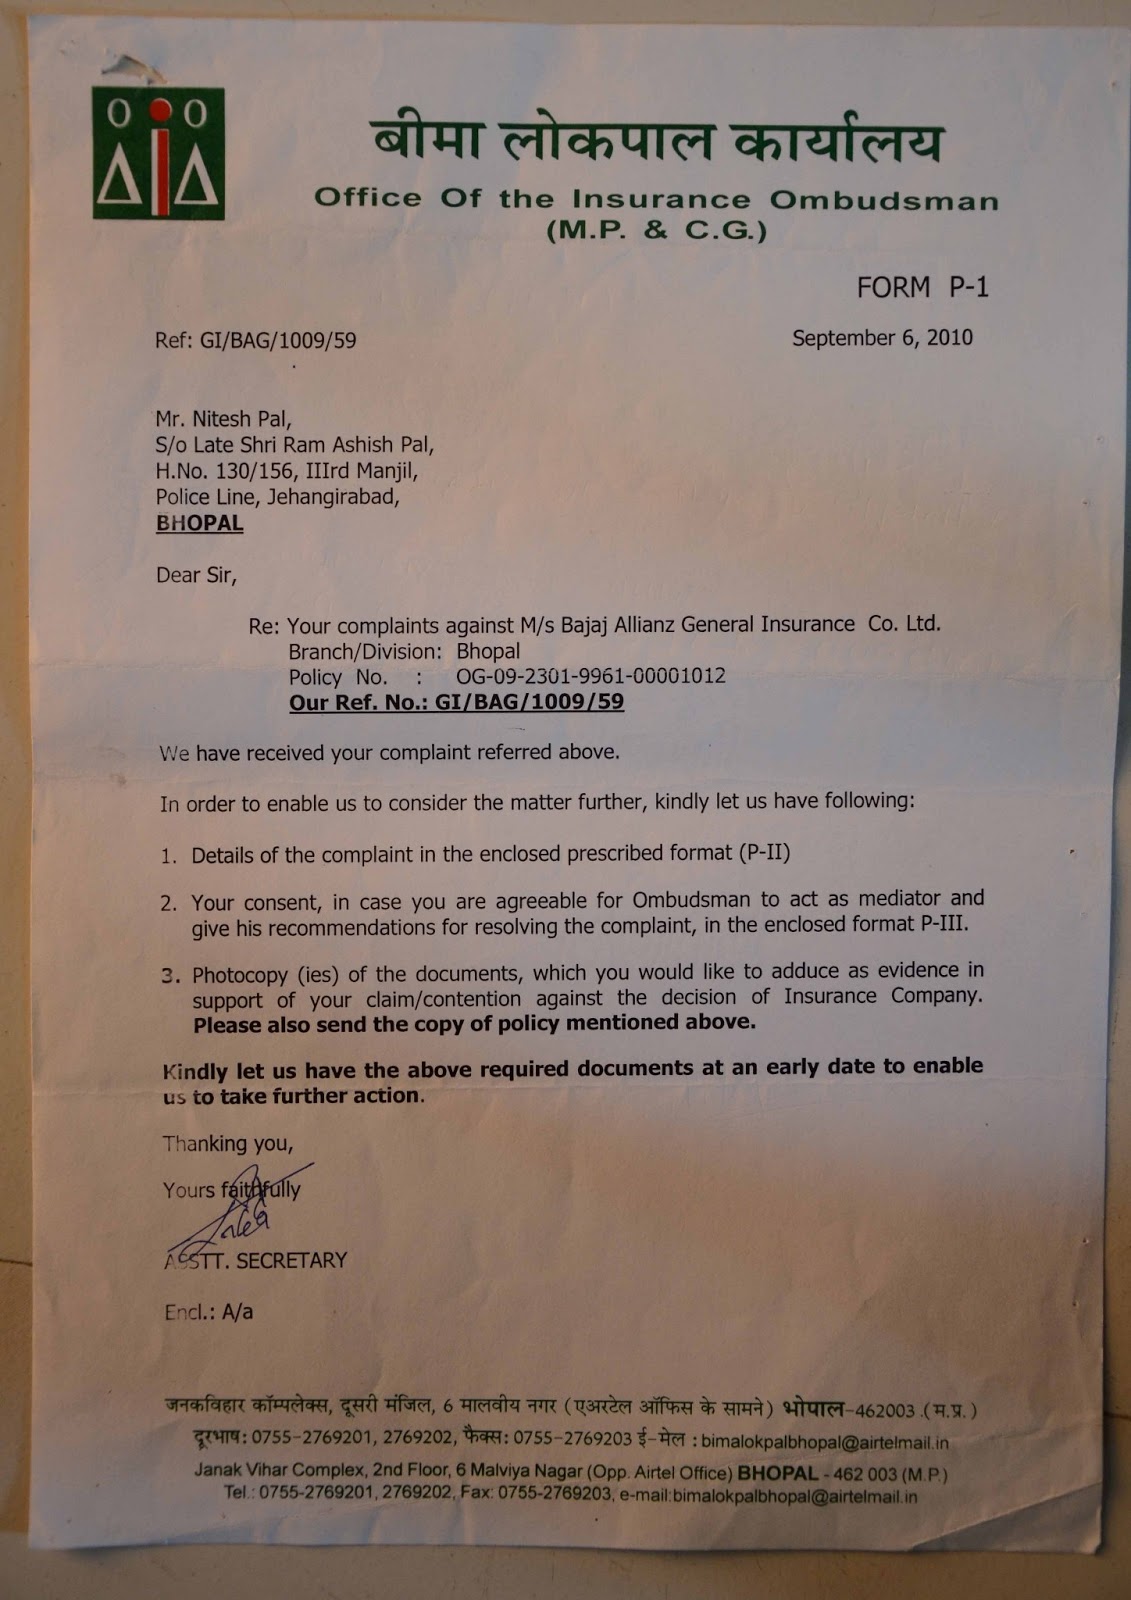 बीमा लोकपाल कार्यालय
Office Of the Insurance Ombudsman
(M.P. & C.G.)
FORM P-1
Ref: GI/BAG/1009/59
September 6, 2010
Mr. Nitesh Pal,
S/o Late Shri Ram Ashish Pal,
H.No. 130/156, IIIrd Manjil,
Police Line, Jehangirabad,
BHOPAL
Dear Sir,
Re: Your complaints against M/s Bajaj Allianz General Insurance Co. Ltd.
Branch/Division: Bhopal
Policy No. : OG-09-2301-9961-00001012
Our Ref. No.: GI/BAG/1009/59
We have received your complaint referred above.
In order to enable us to consider the matter further, kindly let us have following:
1. Details of the complaint in the enclosed prescribed format (P-II)
2. Your consent, in case you are agreeable for Ombudsman to act as mediator and
give his recommendations for resolving the complaint, in the enclosed format P-III.
3. Photocopy (ies) of the documents, which you would like to adduce as evidence in
support of your claim/contention against the decision of Insurance Company.
Please also send the copy of policy mentioned above.
Kindly let us have the above required documents at an early date to enable
us to take further action.
Thanking you,
Yours faithfully
ASSTT. SECRETARY
Encl.: A/a
जनकविहार कॉम्पलेक्स, दूसरी मंजिल, 6 मालवीय नगर (एअरटेल ऑफिस के सामने) भोपाल-462003 .(म.प्र.)
दूरभाष: 0755-2769201, 2769202, फैक्स: 0755-2769203 ई-मेल : bimalokpalbhopal@airtelmail.in
Janak Vihar Complex, 2nd Floor, 6 Malviya Nagar (Opp. Airtel Office) BHOPAL - 462 003 (M.P.)
Tel.: 0755-2769201, 2769202, Fax: 0755-2769203, e-mail:bimalokpalbhopal@airtelmail.in